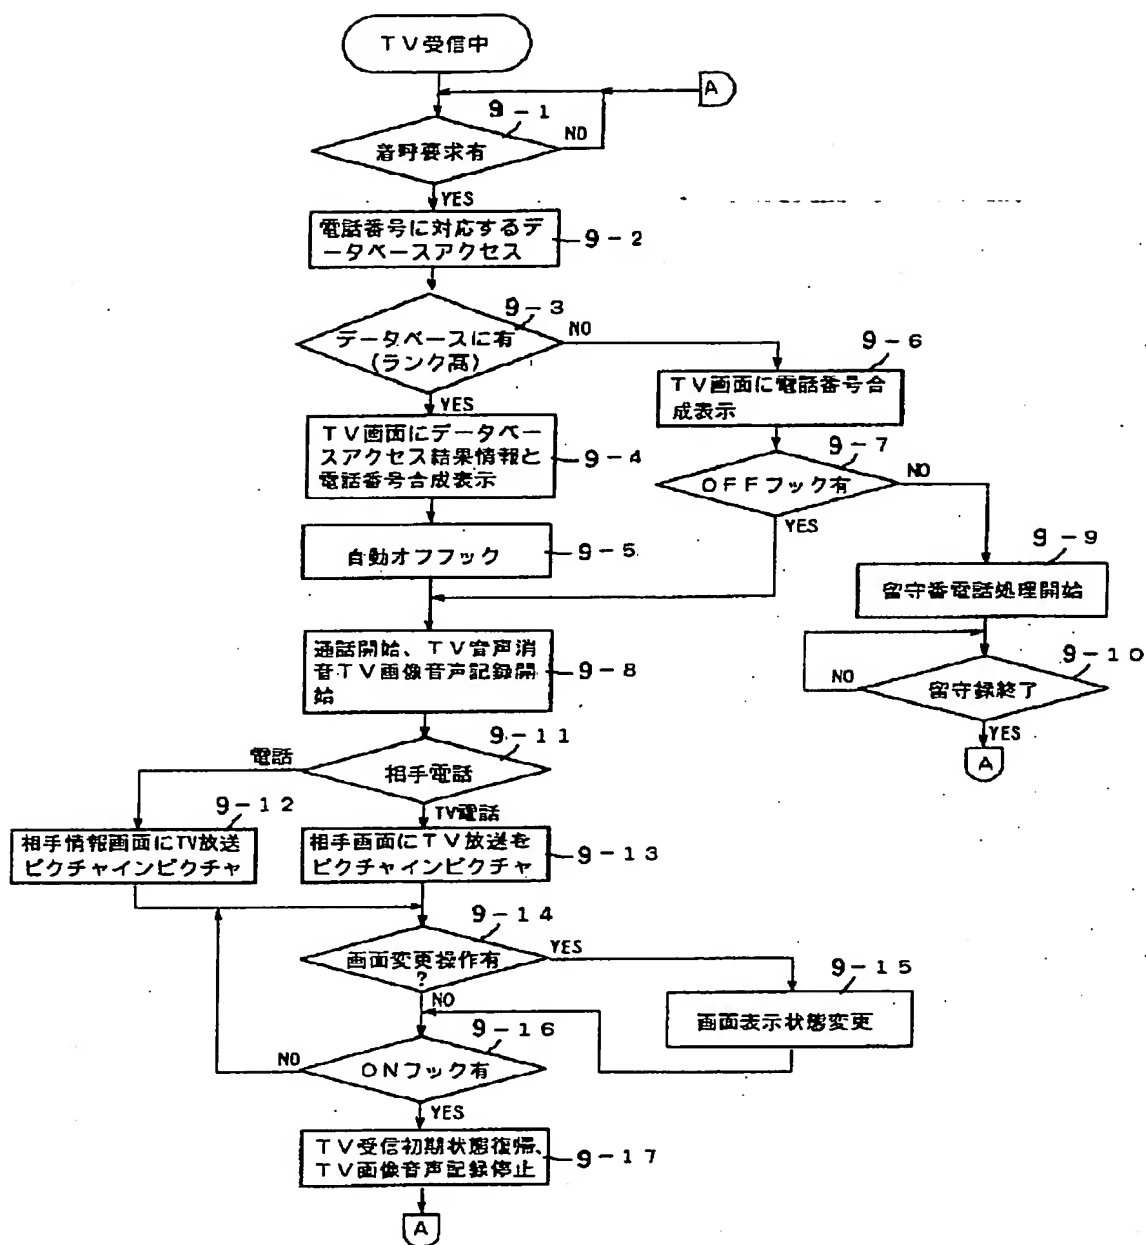 TV受信中
A
9-1
NO
着呼要求有
YES
電話番号に対応するデ
ータベースアクセス
9-2
9-3
データベースに有
(ランク高)
NO
YES
9-6
TV画面に電話番号合
成表示
TV画面にデータベー
スアクセス結果情報と
電話番号合成表示
9-4
9-7
OFFフック有
NO
YES
自動オフフック
9-5
9-9
留守番電話処理開始
通話開始、TV音声消
音TV画像音声記録開
始
9-8
9-10
NO
留守録終了
YES
A
9-11
電話
相手電話
TV電話
9-12
相手情報画面にTV放送
ピクチャインピクチャ
相手画面にTV放送を
ピクチャインピクチャ
9-13
9-14
画面変更操作有
?
YES
NO
9-15
画面表示状態変更
9-16
NO
ONフック有
YES
TV受信初期状態復帰、
TV画像音声記録停止
9-17
A